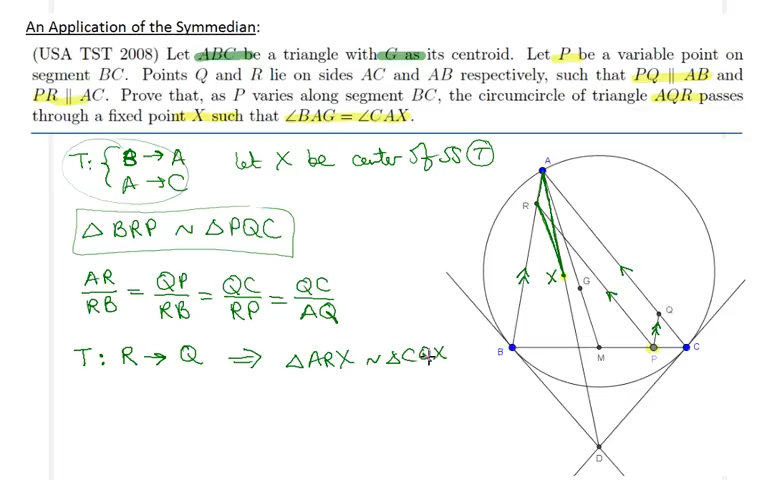 An Application of the Symmedian:
(USA TST 2008) Let ABC be a triangle with G as its centroid. Let P be a variable point on
segment BC. Points Q and R lie on sides AC and AB respectively, such that PQ ∥ AB and
PR ∥ AC. Prove that, as P varies along segment BC, the circumcircle of triangle AQR passes
through a fixed point X such that ∠BAG = ∠CAX.
T: { B → A
A → C
Let X be center of SS T
△BRP ~ △PQC
AR/RB = QP/RB = QC/RP = QC/AQ
T: R → Q ⇒ △ARX ~ △CQX
A
R
X
G
Q
B
M
P
C
D